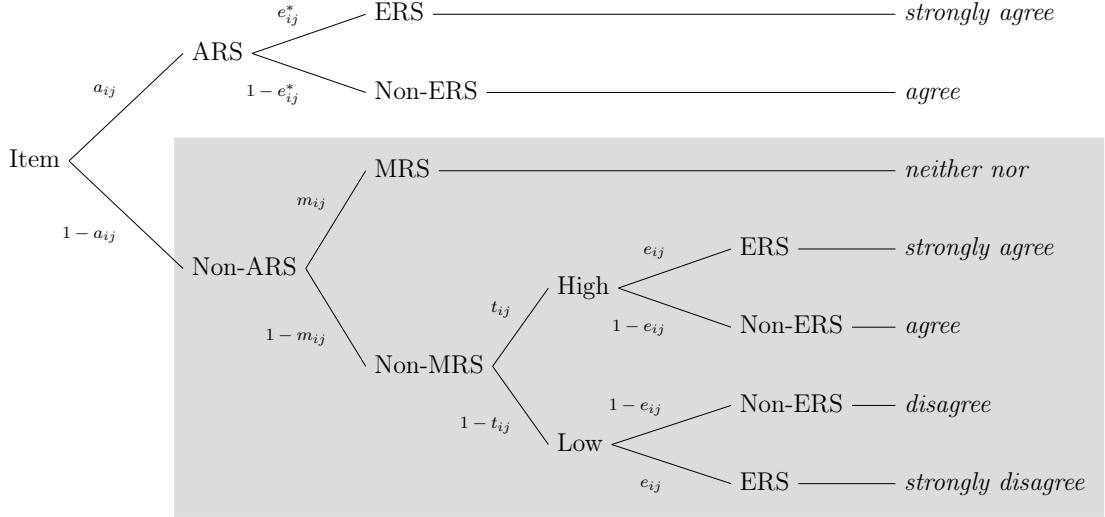 e*ij ERS strongly agree
ARS
aij 1 − e*ij Non-ERS agree
Item
MRS neither nor
mij
1 − aij eij ERS strongly agree
Non-ARS High
tij 1 − eij Non-ERS agree
1 − mij
Non-MRS
1 − eij Non-ERS disagree
1 − tij Low
eij ERS strongly disagree